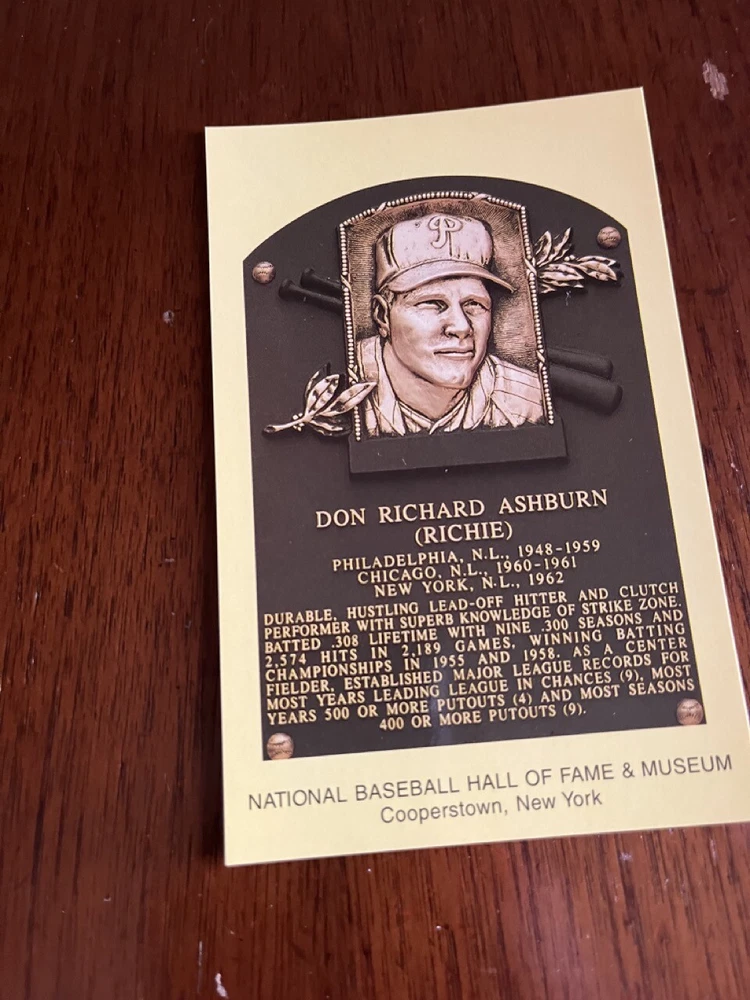 P
DON RICHARD ASHBURN
(RICHIE)
PHILADELPHIA, N.L., 1948-1959
CHICAGO, N.L., 1960-1961
NEW YORK, N.L., 1962
DURABLE, HUSTLING LEAD-OFF HITTER AND CLUTCH
PERFORMER WITH SUPERB KNOWLEDGE OF STRIKE ZONE.
BATTED .308 LIFETIME WITH NINE .300 SEASONS AND
2,574 HITS IN 2,189 GAMES, WINNING BATTING
CHAMPIONSHIPS IN 1955 AND 1958. AS A CENTER
FIELDER, ESTABLISHED MAJOR LEAGUE RECORDS FOR
MOST YEARS LEADING LEAGUE IN CHANCES (9), MOST
YEARS 500 OR MORE PUTOUTS (4) AND MOST SEASONS
400 OR MORE PUTOUTS (9).
NATIONAL BASEBALL HALL OF FAME & MUSEUM
Cooperstown, New York